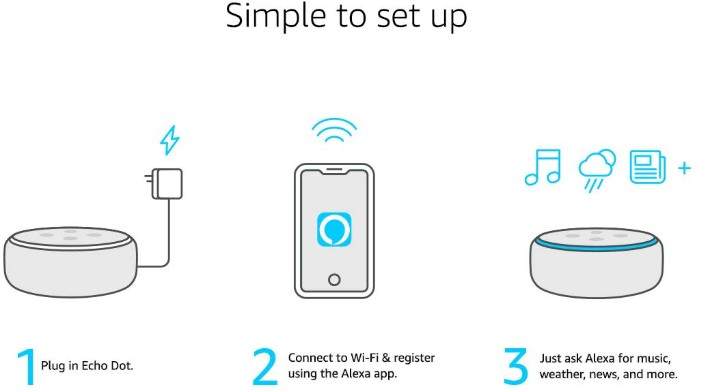 Simple to set up
1 Plug in Echo Dot.
2 Connect to Wi-Fi & register
using the Alexa app.
3 Just ask Alexa for music,
weather, news, and more.